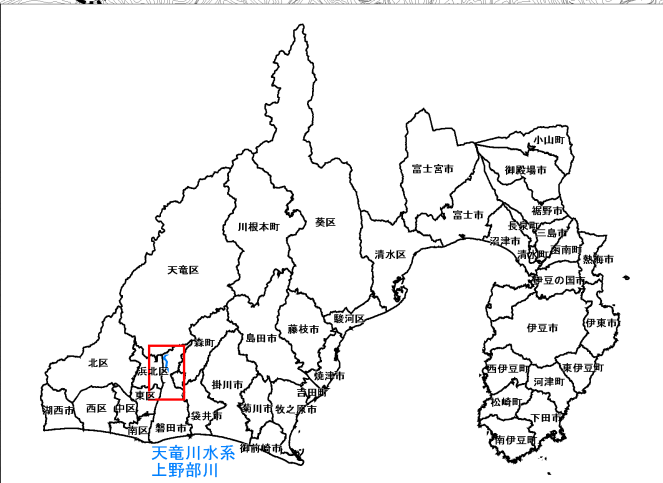 小山町
富士宮市
御殿場市
裾野市
富士市
葵区
川根本町
長泉町
三島市
沼津市
函南町
清水町
清水区
熱海市
天竜区
伊豆の国市
駿河区
伊豆市
伊東市
藤枝市
島田市
森町
北区
浜北区
西伊豆町
東伊豆町
焼津市
河津町
掛川市
吉田町
東区
松崎町
湖西市
西区
中区
菊川市
牧之原市
袋井市
下田市
南区
磐田市
南伊豆町
御前崎市
天竜川水系
上野部川